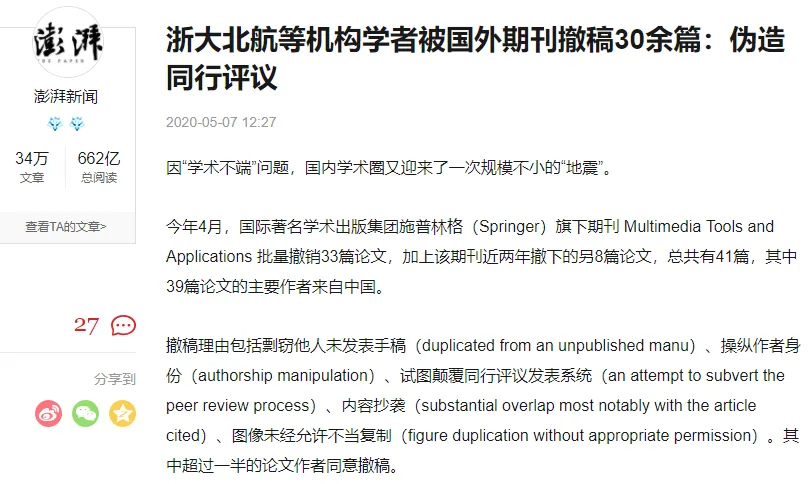 澎湃
THE PAPER
澎湃新闻
34万
662亿
文章
总阅读
查看TA的文章>
27
分享到
浙大北航等机构学者被国外期刊撤稿30余篇：伪造
同行评议
2020-05-07 12:27
因“学术不端”问题，国内学术圈又迎来了一次规模不小的“地震”。
今年4月，国际著名学术出版集团施普林格（Springer）旗下期刊 Multimedia Tools and
Applications 批量撤销33篇论文，加上该期刊近两年撤下的另8篇论文，总共有41篇，其中
39篇论文的主要作者来自中国。
撤稿理由包括剽窃他人未发表手稿（duplicated from an unpublished manu）、操纵作者身
份（authorship manipulation）、试图颠覆同行评议发表系统（an attempt to subvert the
peer review process）、内容抄袭（substantial overlap most notably with the article
cited）、图像未经允许不当复制（figure duplication without appropriate permission）。其
中超过一半的论文作者同意撤稿。